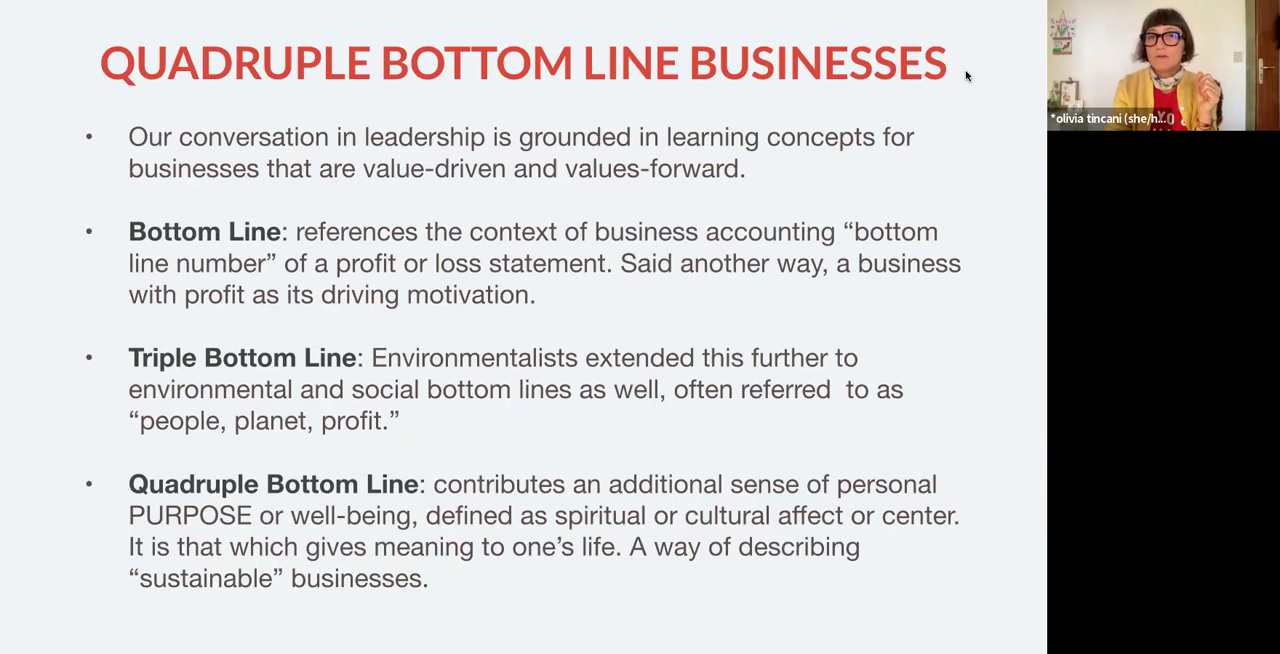 QUADRUPLE BOTTOM LINE BUSINESSES
• Our conversation in leadership is grounded in learning concepts for
businesses that are value-driven and values-forward.
• Bottom Line: references the context of business accounting “bottom
line number” of a profit or loss statement. Said another way, a business
with profit as its driving motivation.
• Triple Bottom Line: Environmentalists extended this further to
environmental and social bottom lines as well, often referred  to as
“people, planet, profit.”
• Quadruple Bottom Line: contributes an additional sense of personal
PURPOSE or well-being, defined as spiritual or cultural affect or center.
It is that which gives meaning to one’s life. A way of describing
“sustainable” businesses.
*olivia tincani (she/h...